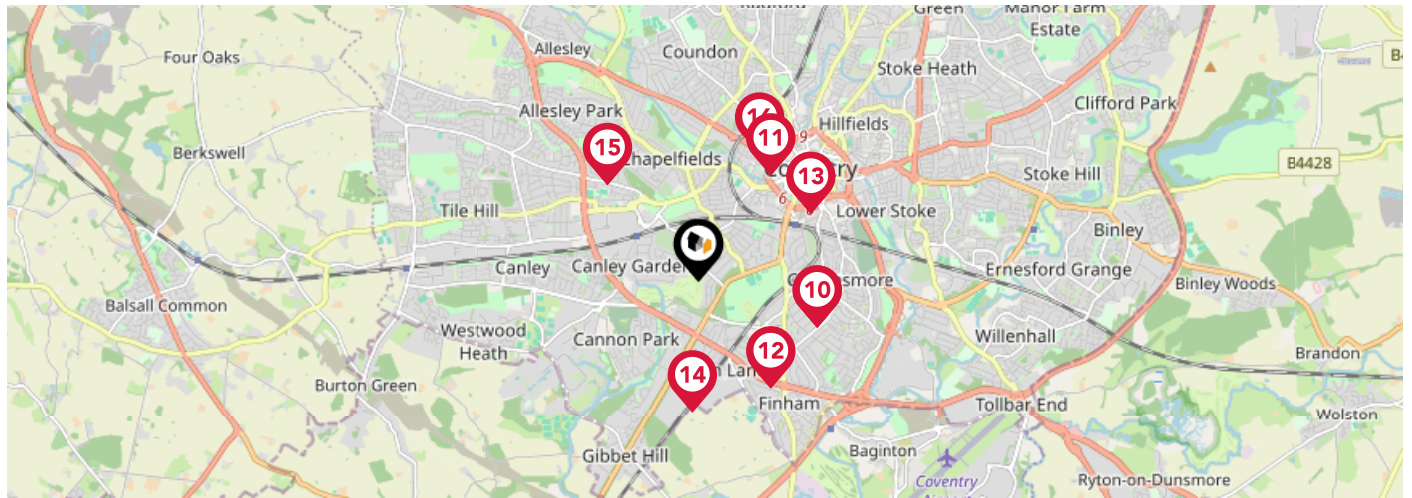 Green
Manor Farm
Estate
Four Oaks
Allesley
Coundon
Stoke Heath
Allesley Park
Clifford Park
Hillfields
9
11
15
Berkswell
Chapelfields
B4428
13
Stoke Hill
6
Tile Hill
Lower Stoke
Binley
Canley
Canley Garden
Ernesford Grange
Binley Woods
10
Balsall Common
Westwood
Heath
Cannon Park
Willenhall
12
Brandon
14
Burton Green
Finham
Tollbar End
Wolston
Gibbet Hill
Baginton
Coventry
Ryton-on-Dunsmore